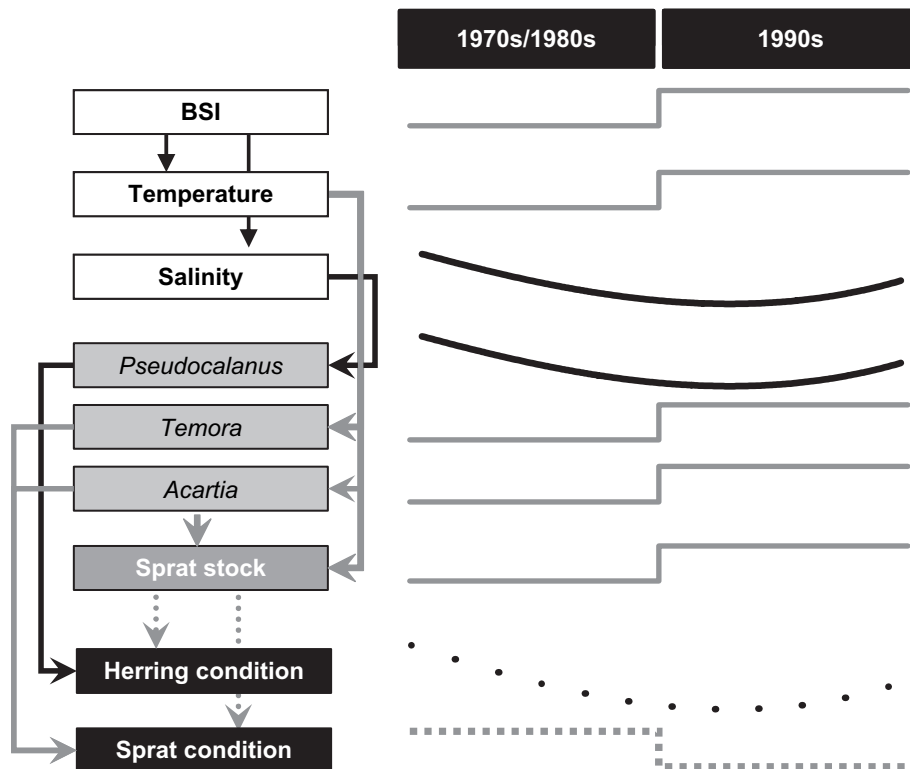 1970s/1980s
1990s
BSI
Temperature
Salinity
Pseudocalanus
Temora
Acartia
Sprat stock
Herring condition
Sprat condition